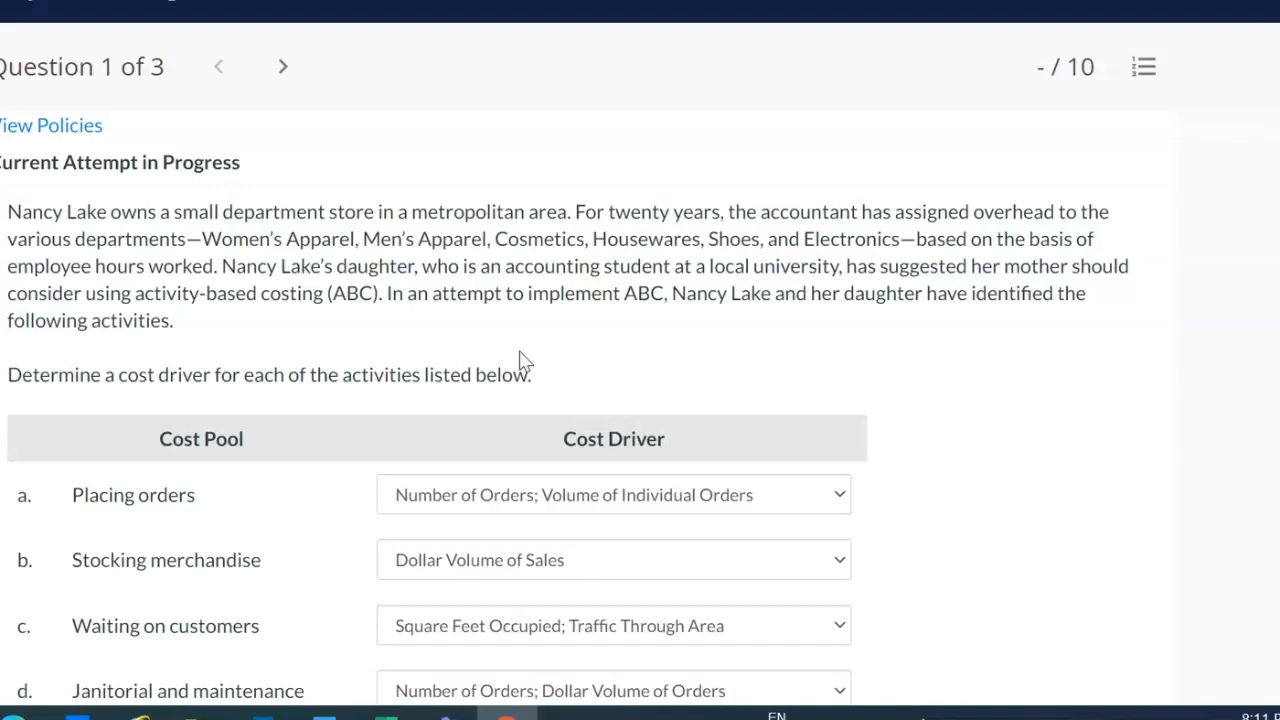 Question 1 of 3
- / 10
View Policies
Current Attempt in Progress
Nancy Lake owns a small department store in a metropolitan area. For twenty years, the accountant has assigned overhead to the
various departments—Women's Apparel, Men's Apparel, Cosmetics, Housewares, Shoes, and Electronics—based on the basis of
employee hours worked. Nancy Lake's daughter, who is an accounting student at a local university, has suggested her mother should
consider using activity-based costing (ABC). In an attempt to implement ABC, Nancy Lake and her daughter have identified the
following activities.
Determine a cost driver for each of the activities listed below.
Cost Pool Cost Driver
a. Placing orders Number of Orders; Volume of Individual Orders
b. Stocking merchandise Dollar Volume of Sales
c. Waiting on customers Square Feet Occupied; Traffic Through Area
d. Janitorial and maintenance Number of Orders; Dollar Volume of Orders
EN
8:11